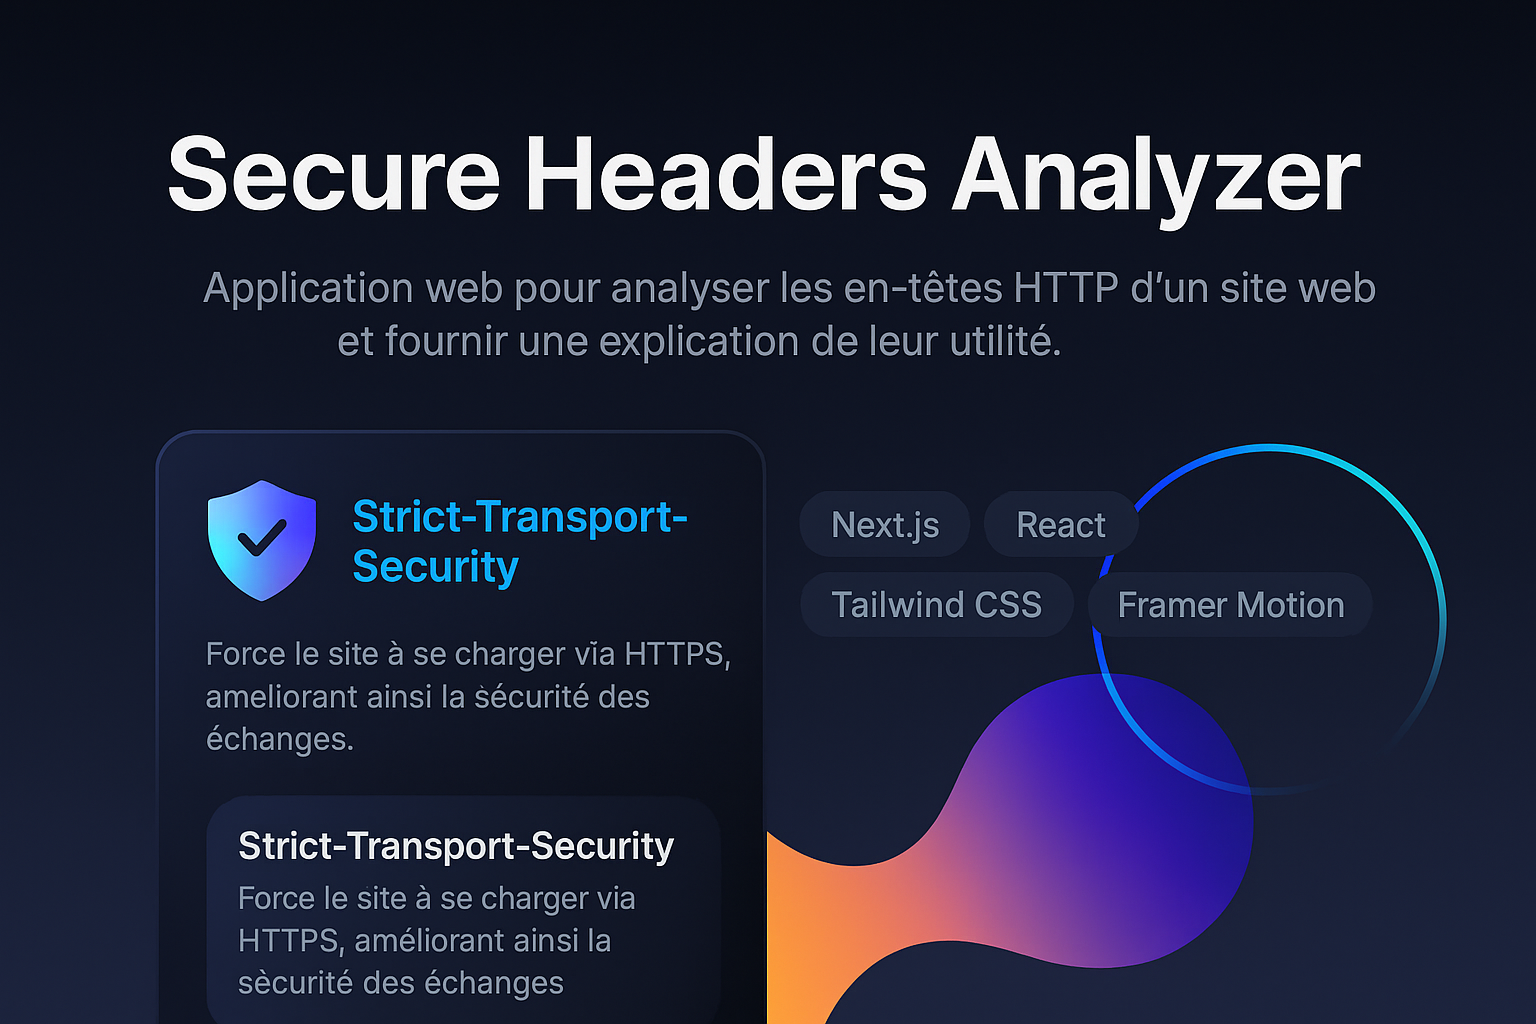 Secure Headers Analyzer
Application web pour analyser les en-têtes HTTP d’un site web
et fournir une explication de leur utilité.
Strict-Transport-
Security
Force le site à se charger vĩa HTTPS,
ameliorant ainsi la ṡécurité des
échanges.
Strict-Transport-Security
Force le site à se charger via
HTTPS, améliorant ainsi la
sècurité des échanges
Next.js
React
Tailwind CSS
Framer Motion